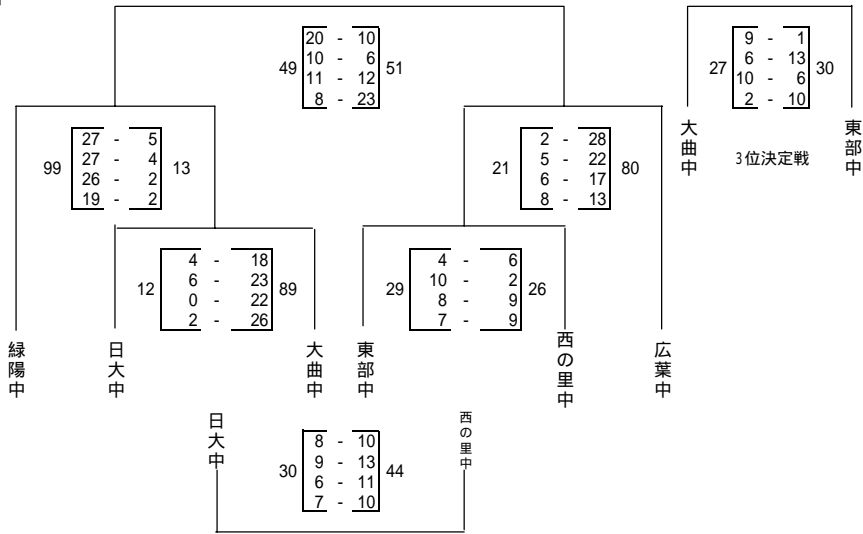 20 - 10
10 - 6
49 51
11 - 12
8 - 23
9 - 1
6 - 13
27 30
10 - 6
2 - 10
大曲中
東部中
3位決定戦
27 - 5
27 - 4
99 13
26 - 2
19 - 2
2 - 28
5 - 22
21 80
6 - 17
8 - 13
4 - 18
6 - 23
12 89
0 - 22
2 - 26
4 - 6
10 - 2
29 26
8 - 9
7 - 9
緑陽中
日大中
大曲中
東部中
西の里中
広葉中
日大中
西の里中
8 - 10
9 - 13
30 44
6 - 11
7 - 10